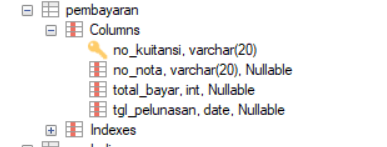 pembayaran
Columns
no_kuitansi, varchar(20)
no_nota, varchar(20), Nullable
total_bayar, int, Nullable
tgl_pelunasan, date, Nullable
Indexes